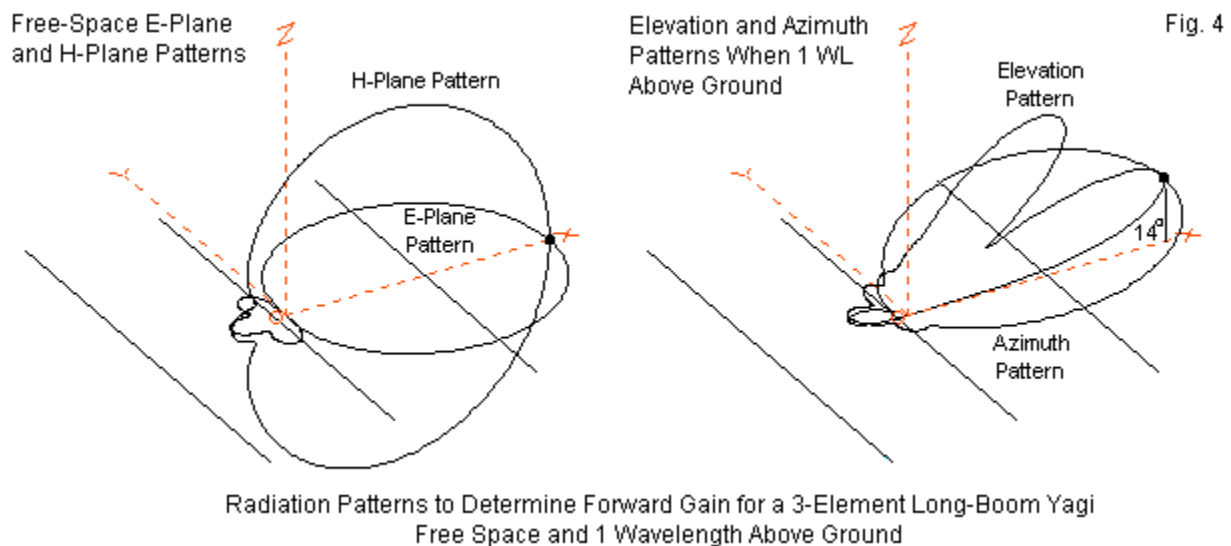 Free-Space E-Plane
and H-Plane Patterns
Z
H-Plane Pattern
Y
E-Plane
Pattern
X
Elevation and Azimuth
Patterns When 1 WL
Above Ground
Fig. 4
Z
Elevation
Pattern
Y
14°
X
Azimuth
Pattern
Radiation Patterns to Determine Forward Gain for a 3-Element Long-Boom Yagi
Free Space and 1 Wavelength Above Ground